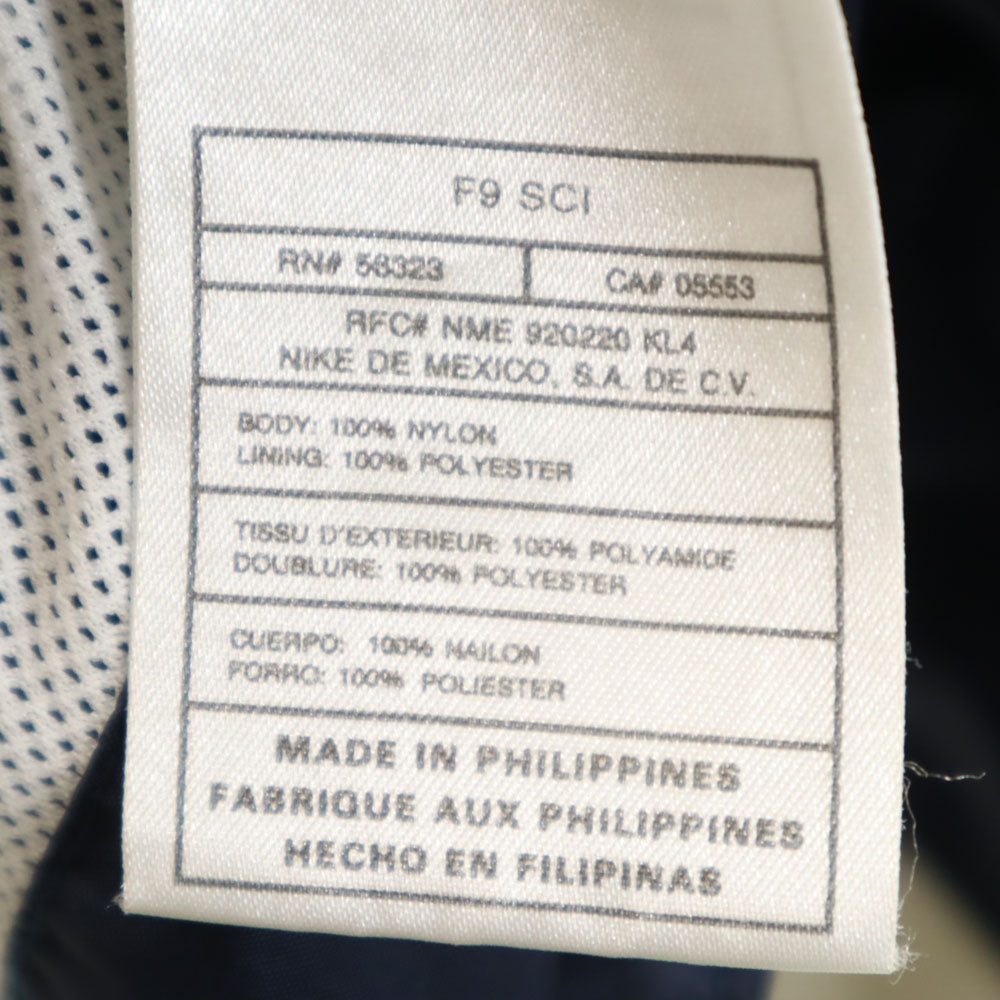 F9 SCI
RN# 56323
CA# 05553
RFC# NME 920220 KL4
NIKE DE MEXICO, S.A. DE C.V.
BODY: 100% NYLON
LINING: 100% POLYESTER
TISSU D'EXTERIEUR: 100% POLYAMIDE
DOUBLURE: 100% POLYESTER
CUERPO: 100% NAILON
FORRO: 100% POLIESTER
MADE IN PHILIPPINES
FABRIQUE AUX PHILIPPINES
HECHO EN FILIPINAS